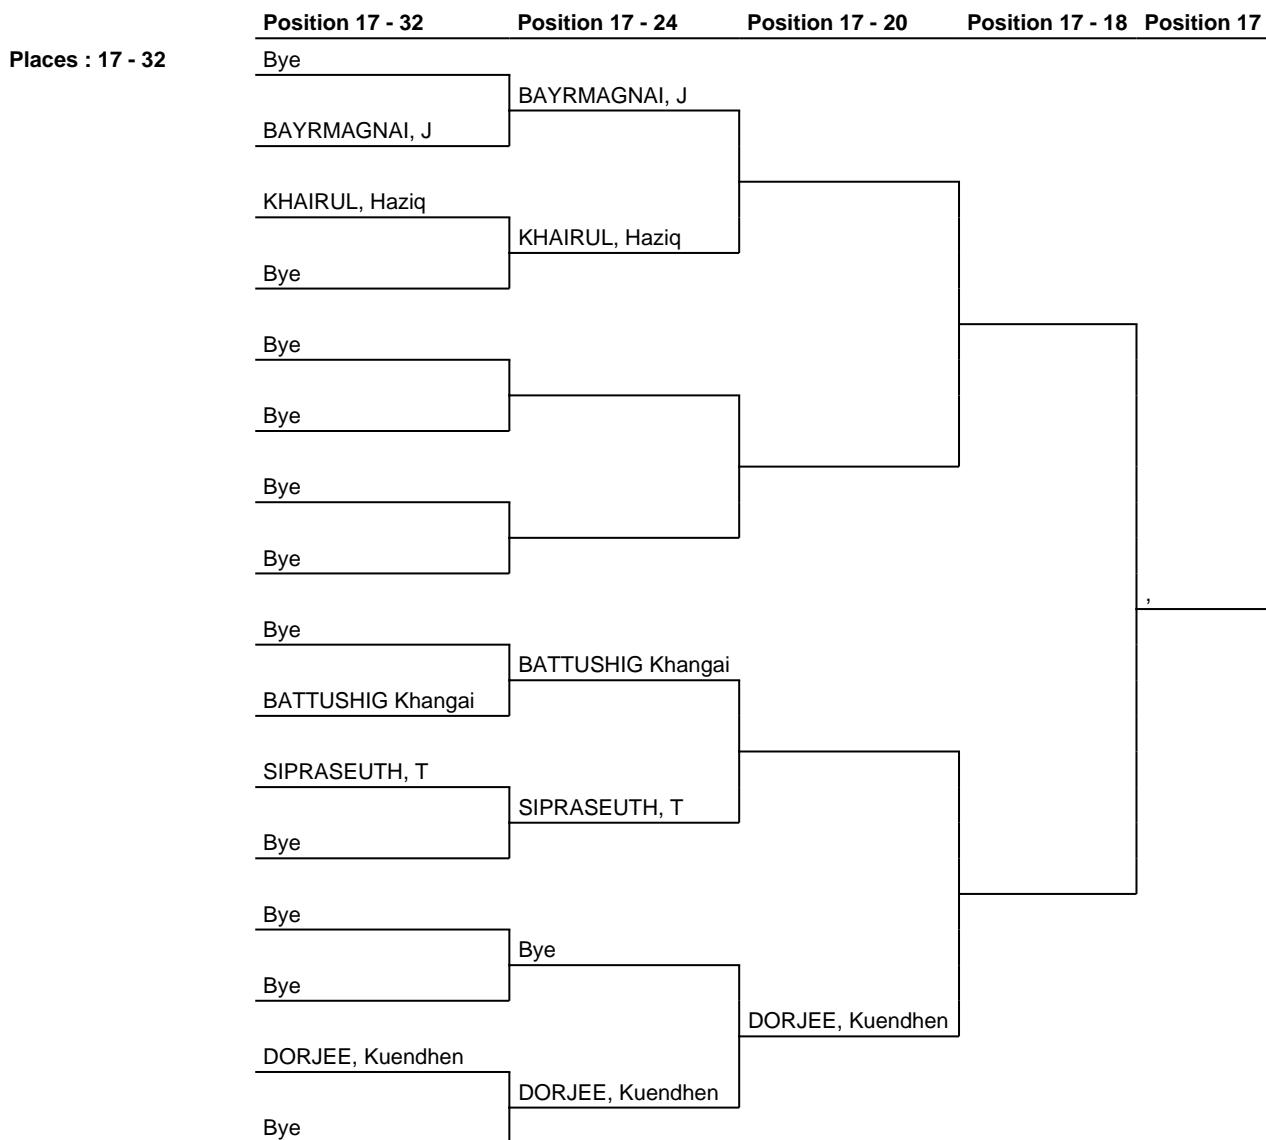 Position 17 - 32 Position 17 - 24 Position 17 - 20 Position 17 - 18 Position 17
Places : 17 - 32
Bye
BAYRMAGNAI, J
BAYRMAGNAI, J
KHAIRUL, Haziq
KHAIRUL, Haziq
Bye
Bye
Bye
Bye
Bye
,
Bye
BATTUSHIG Khangai
BATTUSHIG Khangai
SIPRASEUTH, T
SIPRASEUTH, T
Bye
Bye
Bye
Bye
DORJEE, Kuendhen
DORJEE, Kuendhen
DORJEE, Kuendhen
Bye